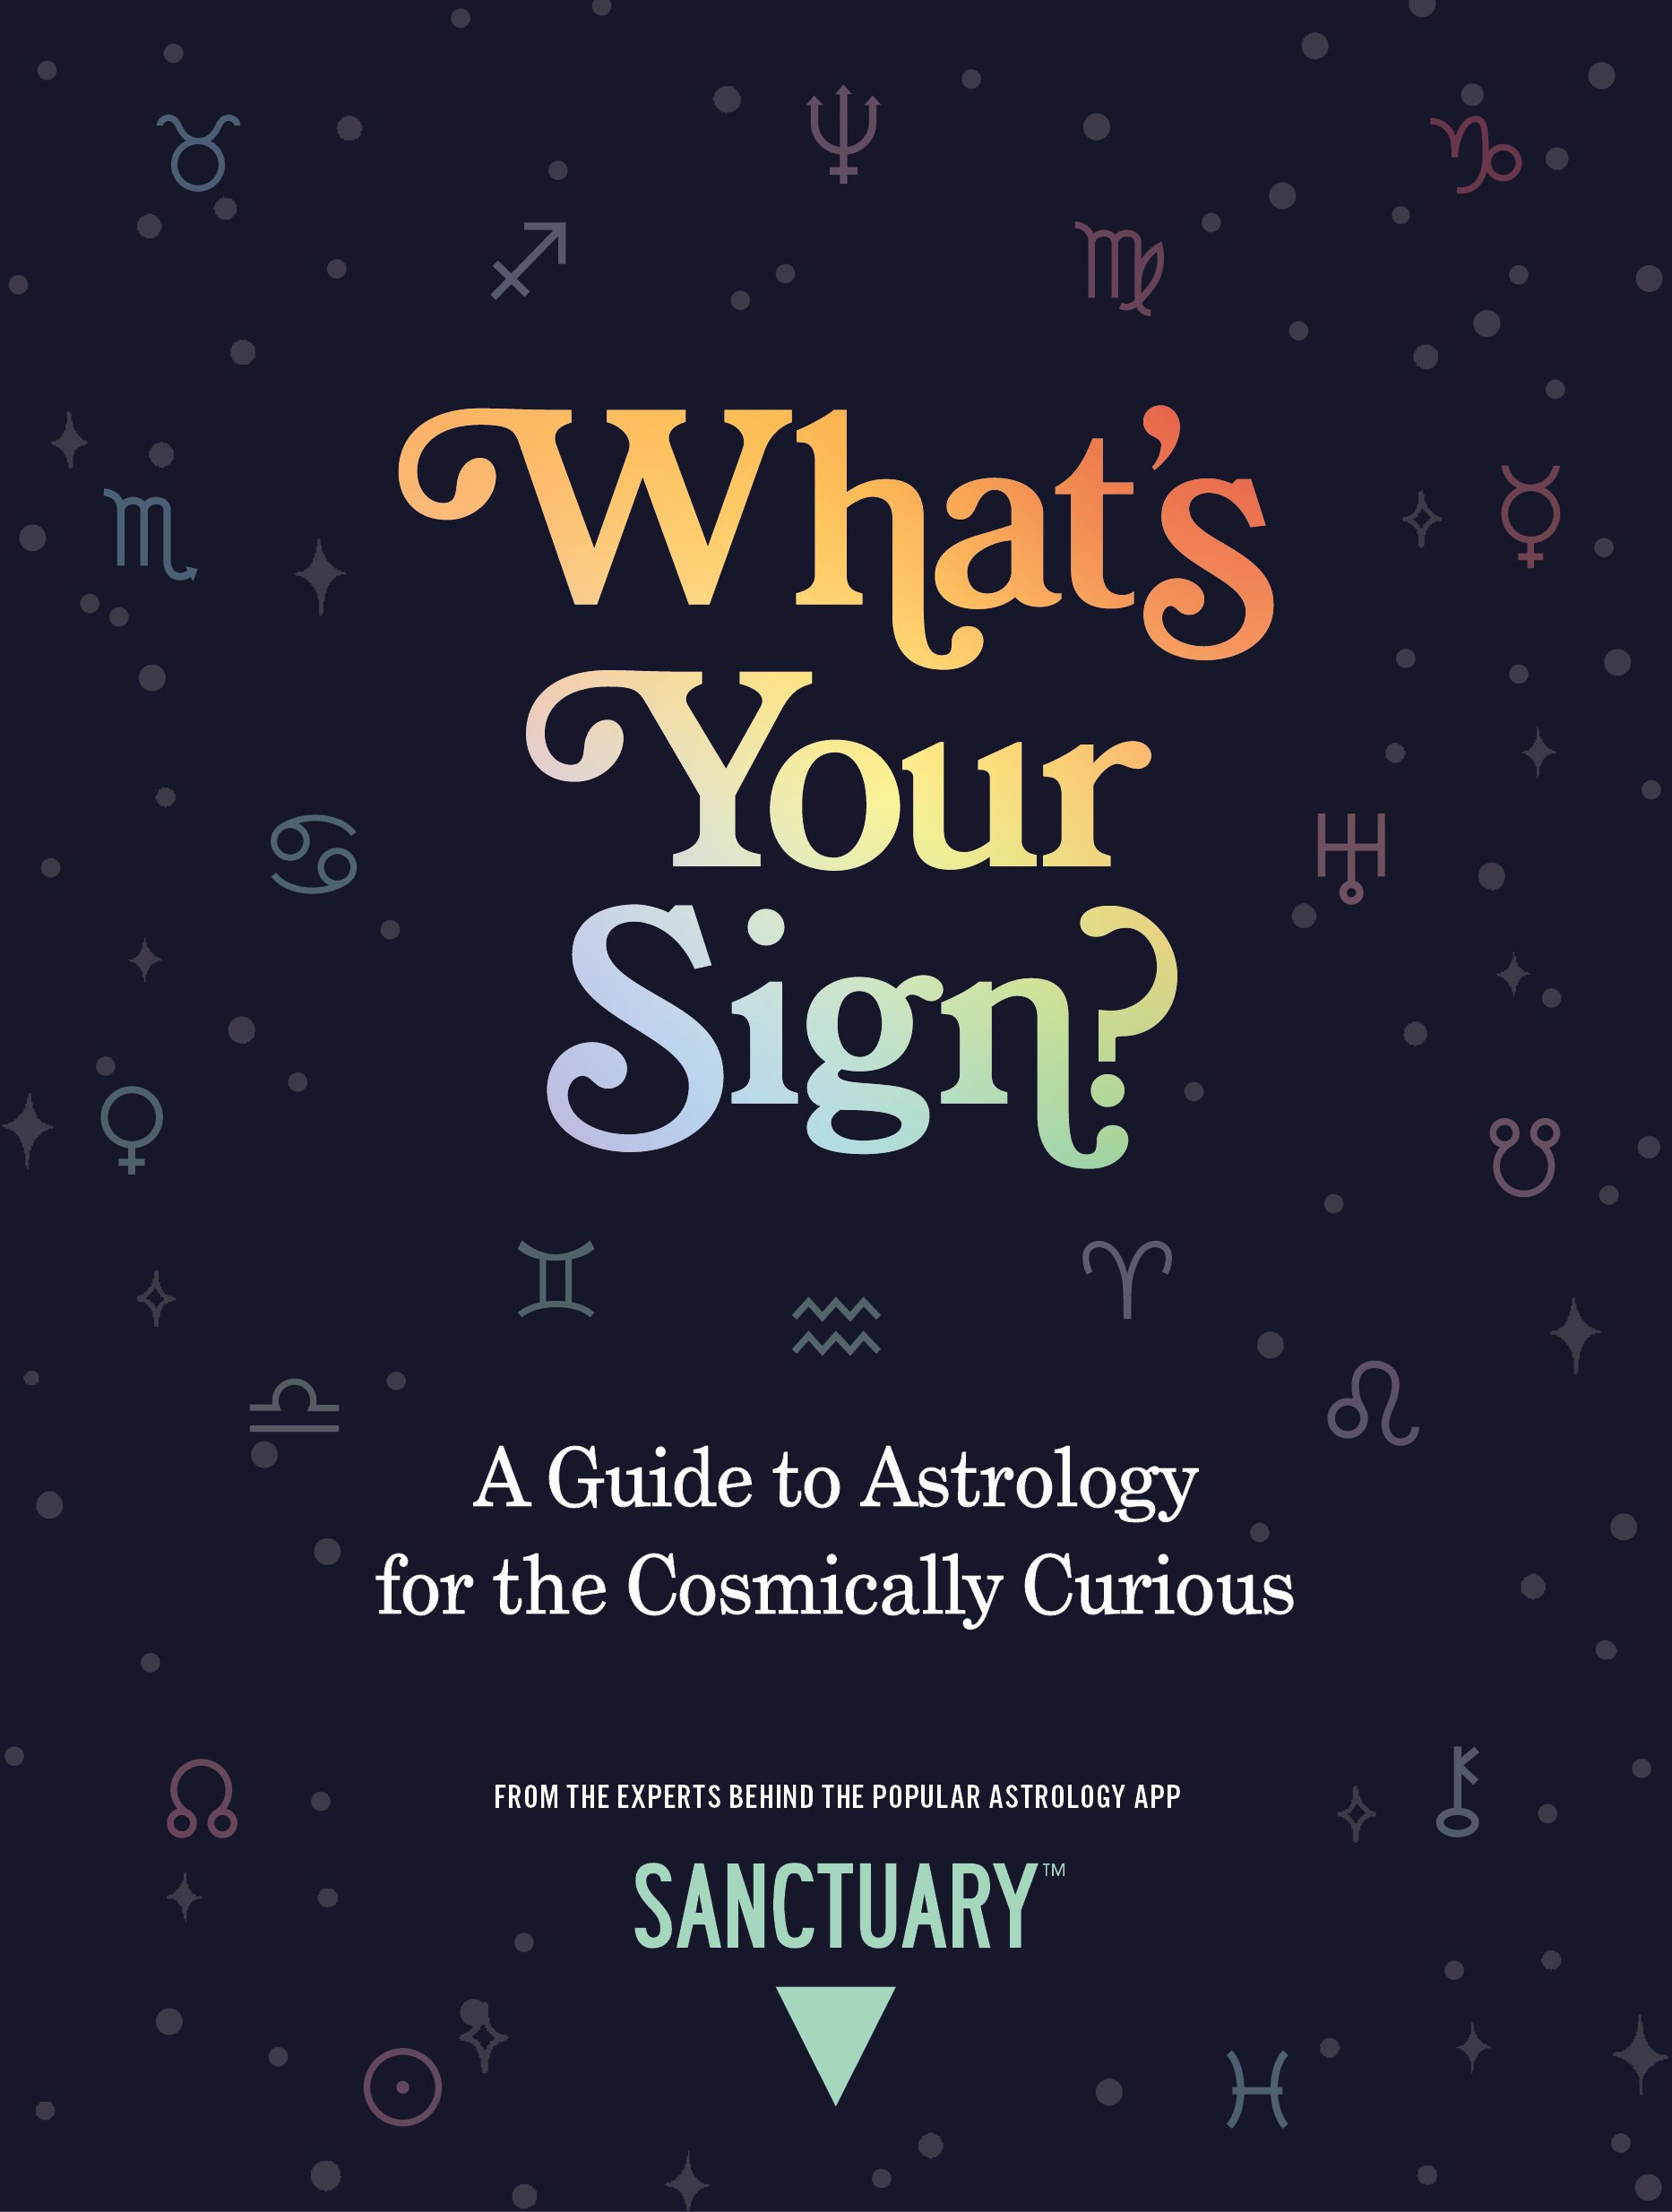 What's
Your
Sign?
A Guide to Astrology
for the Cosmically Curious
FROM THE EXPERTS BEHIND THE POPULAR ASTROLOGY APP
SANCTUARY™